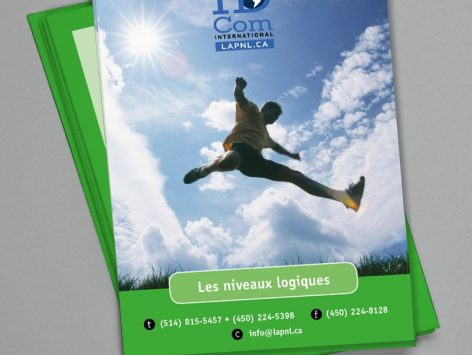 Com
INTERNATIONAL
LAPNL.CA
Les niveaux logiques
t (514) 815-5457 • (450) 224-5398 f (450) 224-8128
c info@lapnl.ca